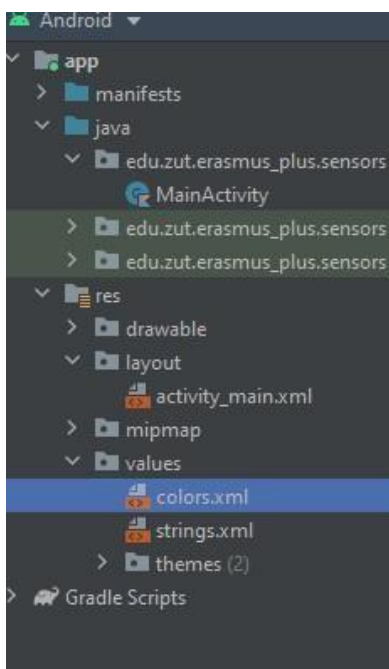 Android
app
manifests
java
edu.zut.erasmus_plus.sensors
MainActivity
edu.zut.erasmus_plus.sensors
edu.zut.erasmus_plus.sensors
res
drawable
layout
activity_main.xml
mipmap
values
colors.xml
strings.xml
themes (2)
Gradle Scripts